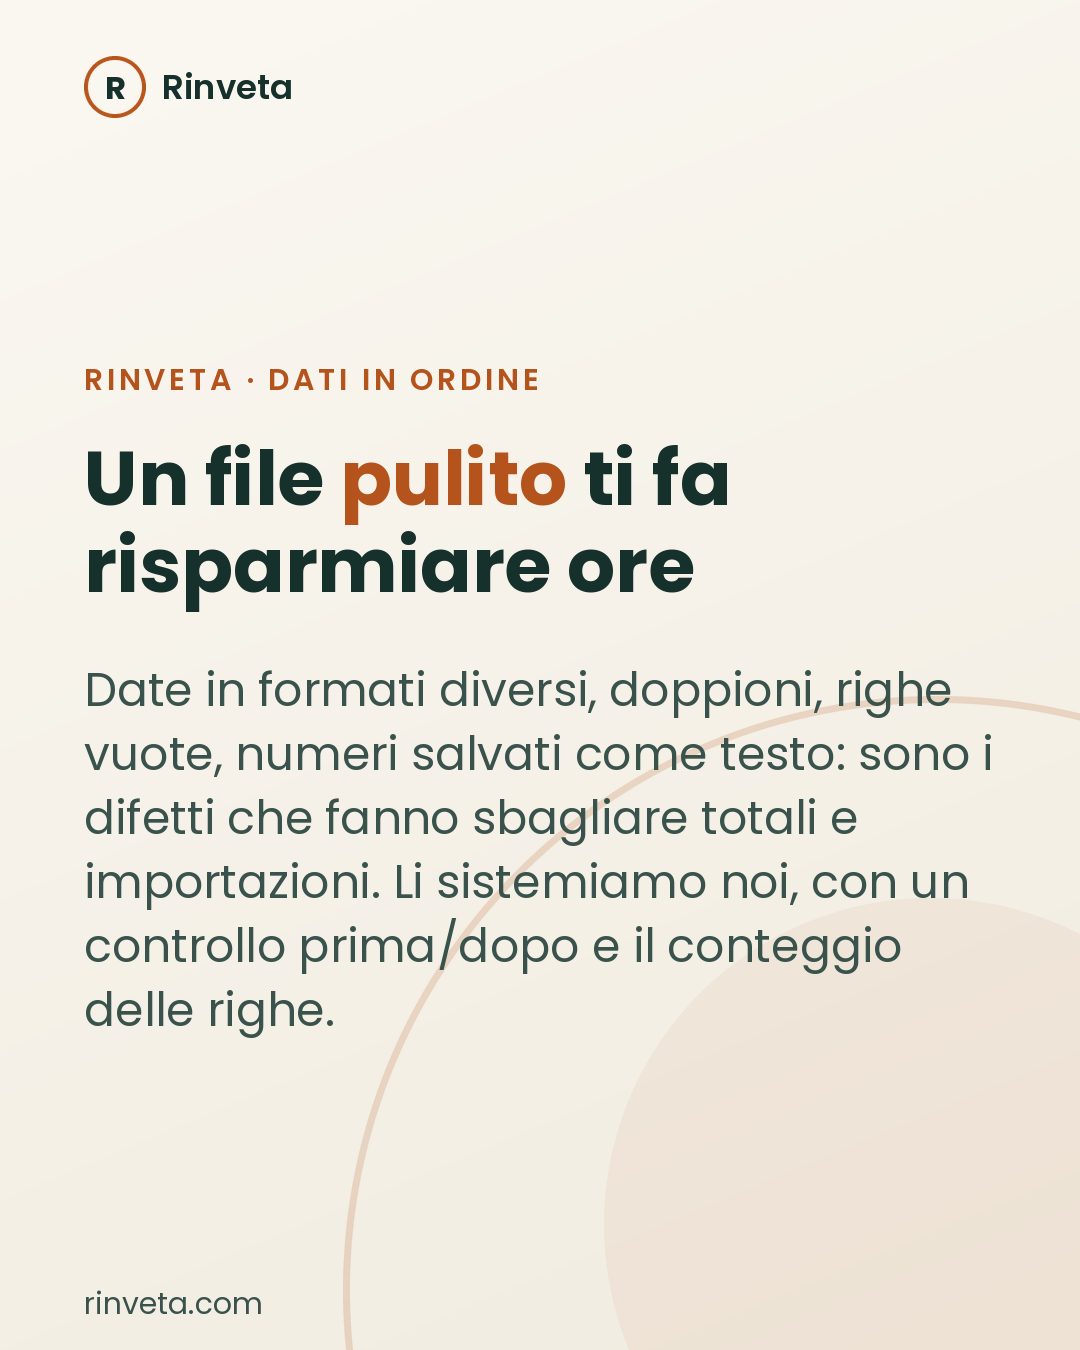 R Rinveta
RINVETA · DATI IN ORDINE
Un file pulito ti fa
risparmiare ore
Date in formati diversi, doppioni, righe
vuote, numeri salvati come testo: sono i
difetti che fanno sbagliare totali e
importazioni. Li sistemiamo noi, con un
controllo prima/dopo e il conteggio
delle righe.
rinveta.com